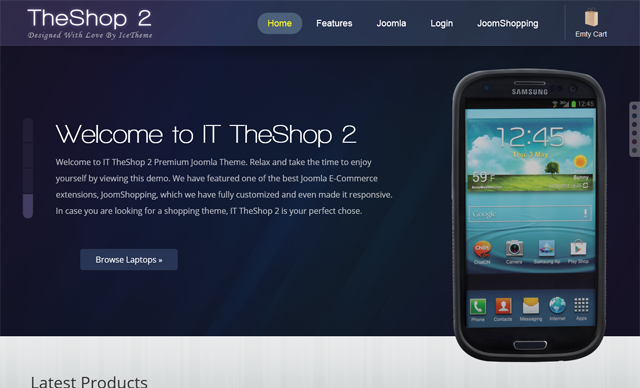 TheShop 2
Designed With Love By IceTheme
Home Features Joomla Login JoomShopping
Emty Cart
SAMSUNG
12:45
12:45
Thu 3 May
59°F
Sunny
Welcome to IT TheShop 2
Welcome to IT TheShop 2 Premium Joomla Theme. Relax and take the time to enjoy
yourself by viewing this demo. We have featured one of the best Joomla E-Commerce
extensions, JoomShopping, which we have fully customized and even made it responsive.
In case you are looking for a shopping theme, IT TheShop 2 is your perfect chose.
Browse Laptops »
Google
ChatON Camera Samsung Ap Play Shop
Phone Contacts Messaging Internet Apps
Latest Products